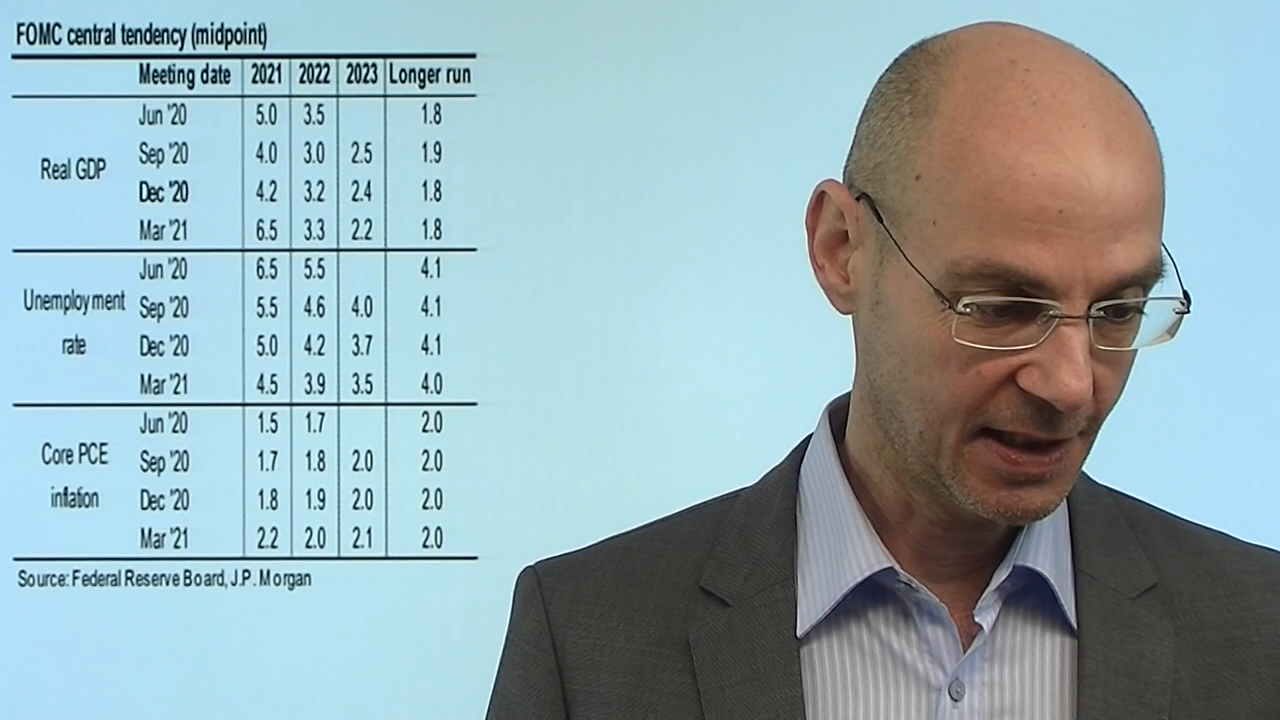 FOMC central tendency (midpoint)
Meeting date 2021 2022 2023 Longer run
Real GDP
Jun '20 5.0 3.5 1.8
Sep '20 4.0 3.0 2.5 1.9
Dec '20 4.2 3.2 2.4 1.8
Mar '21 6.5 3.3 2.2 1.8
Unemployment
rate
Jun '20 6.5 5.5 4.1
Sep '20 5.5 4.6 4.0 4.1
Dec '20 5.0 4.2 3.7 4.1
Mar '21 4.5 3.9 3.5 4.0
Core PCE
inflation
Jun '20 1.5 1.7 2.0
Sep '20 1.7 1.8 2.0 2.0
Dec '20 1.8 1.9 2.0 2.0
Mar '21 2.2 2.0 2.1 2.0
Source: Federal Reserve Board, J.P. Morgan